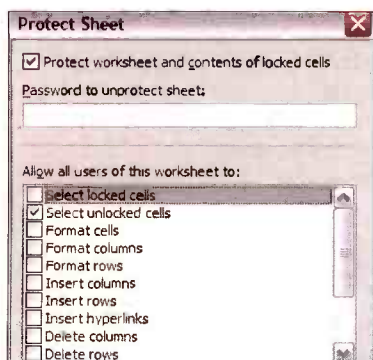 Protect Sheet
Protect worksheet and contents of locked cells
Password to unprotect sheet:
Allow all users of this worksheet to:
Select locked cells
Select unlocked cells
Format cells
Format columns
Format rows
Insert columns
Insert rows
Insert hyperlinks
Delete columns
Delete rows